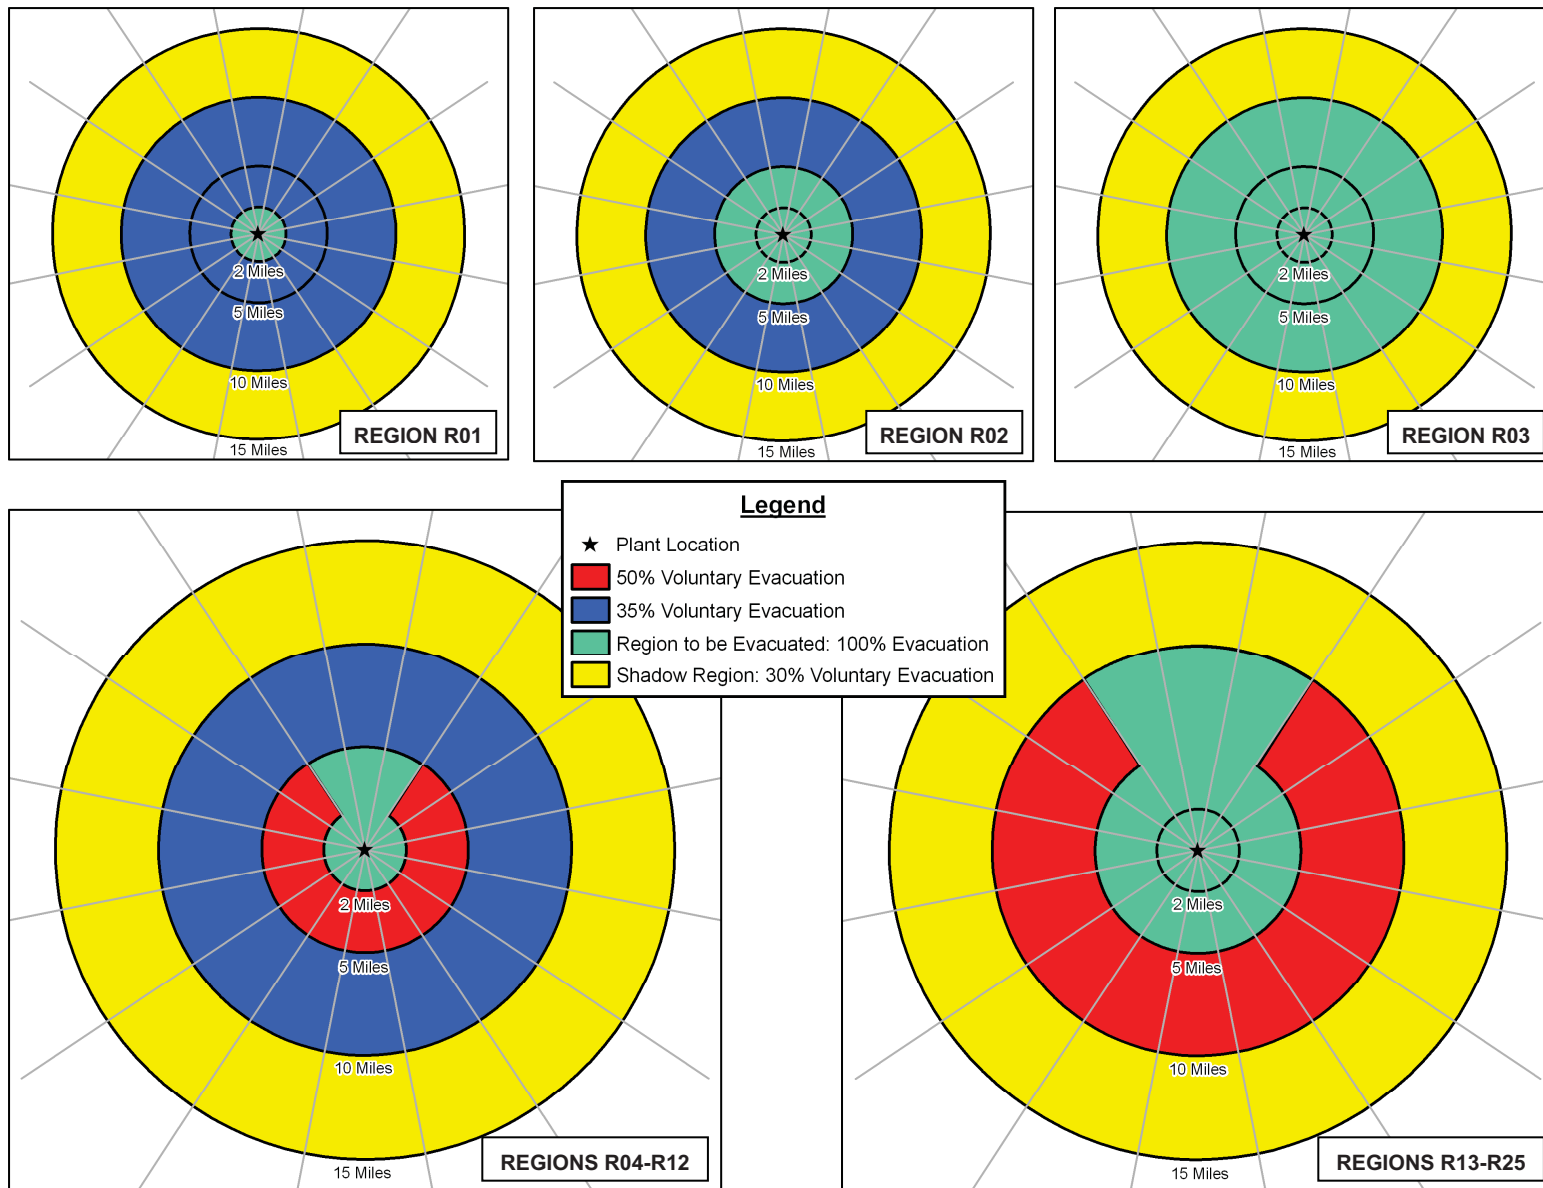 2 Miles
5 Miles
10 Miles
15 Miles
REGION R01
2 Miles
5 Miles
10 Miles
15 Miles
REGION R02
2 Miles
5 Miles
10 Miles
15 Miles
REGION R03
Legend
Plant Location
50% Voluntary Evacuation
35% Voluntary Evacuation
Region to be Evacuated: 100% Evacuation
Shadow Region: 30% Voluntary Evacuation
2 Miles
5 Miles
10 Miles
15 Miles
REGIONS R04-R12
2 Miles
5 Miles
10 Miles
15 Miles
REGIONS R13-R25